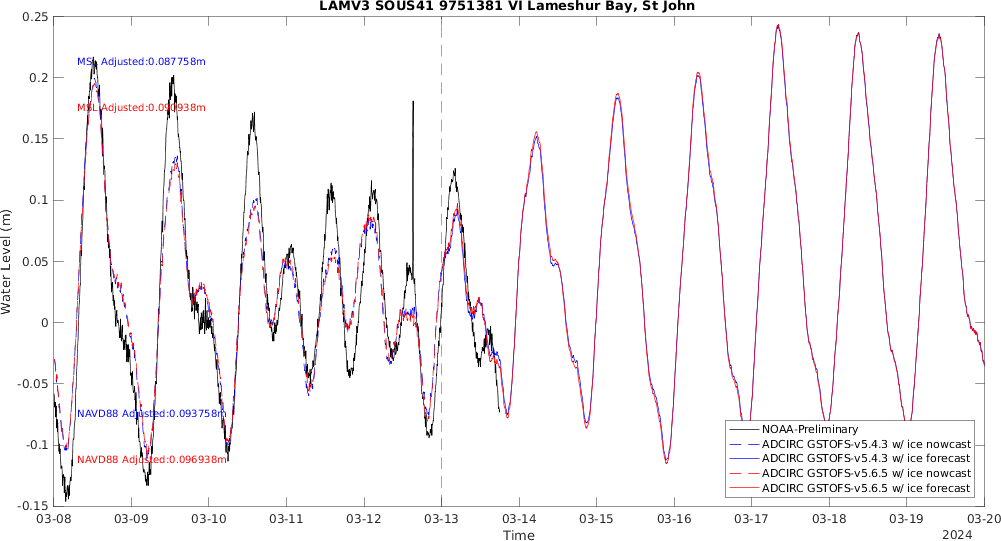 LAMV3 SOUS41 9751381 VI Lameshur Bay, St John
0.25
0.2
0.15
0.1
0.05
0
-0.05
-0.1
-0.15
Water Level (m)
MSL Adjusted:0.087758m
MSL Adjusted:0.090938m
NAVD88 Adjusted:0.093758m
NAVD88 Adjusted:0.096938m
NOAA-Preliminary
ADCIRC GSTOFS-v5.4.3 w/ ice nowcast
ADCIRC GSTOFS-v5.4.3 w/ ice forecast
ADCIRC GSTOFS-v5.6.5 w/ ice nowcast
ADCIRC GSTOFS-v5.6.5 w/ ice forecast
03-08 03-09 03-10 03-11 03-12 03-13 03-14 03-15 03-16 03-17 03-18 03-19 03-20
Time
2024